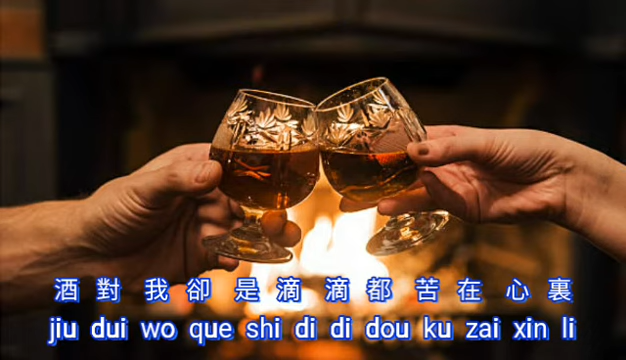 酒 對 我 卻 是 滴 滴 都 苦 在 心 裏
jiu dui wo que shi di di dou ku zai xin li